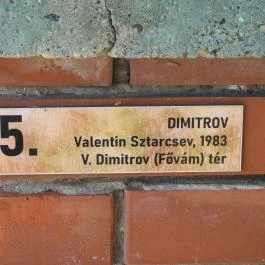 5.
DIMITROV
Valentin Sztarcsev, 1983
V. Dimitrov (Fővám) tér